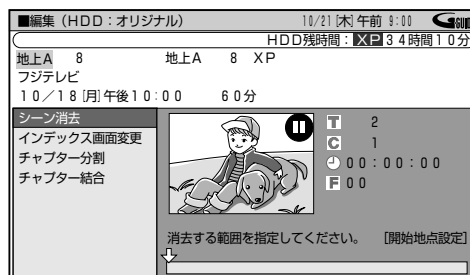 ■編集（HDD：オリジナル） 10/21[木]午前 9:00 GGUIDE
HDD残時間：XP34時間10分
地上A 8 地上A 8 XP
フジテレビ
10／18[月]午後10:00 60分
シーン消去
インデックス画面変更
チャプター分割
チャプター結合
T 2
C 1
00：00：00
F 00
消去する範囲を指定してください。 [開始地点設定]